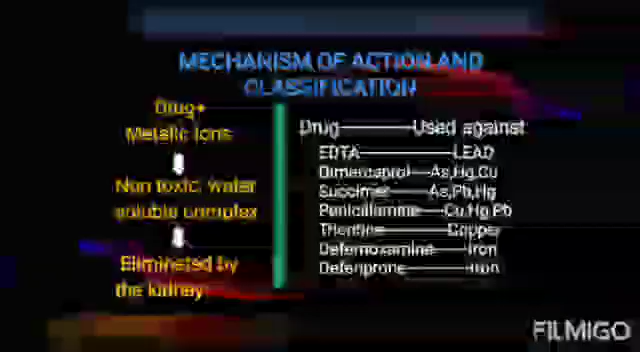 MECHANISM OF ACTION AND
CLASSIFICATION
Drug+
Metalic ions
Non toxic, water
soluble complex
Eliminated by
the kidney
Drug————Used against
EDTA————LEAD
Dimercaprol—As,Hg,Cu
Succimer——As,Pb,Hg
Penicillamine—Cu,Hg,Pb
Trientine————Copper
Deferoxamine——Iron
Deferiprone————Iron
FILMIGO